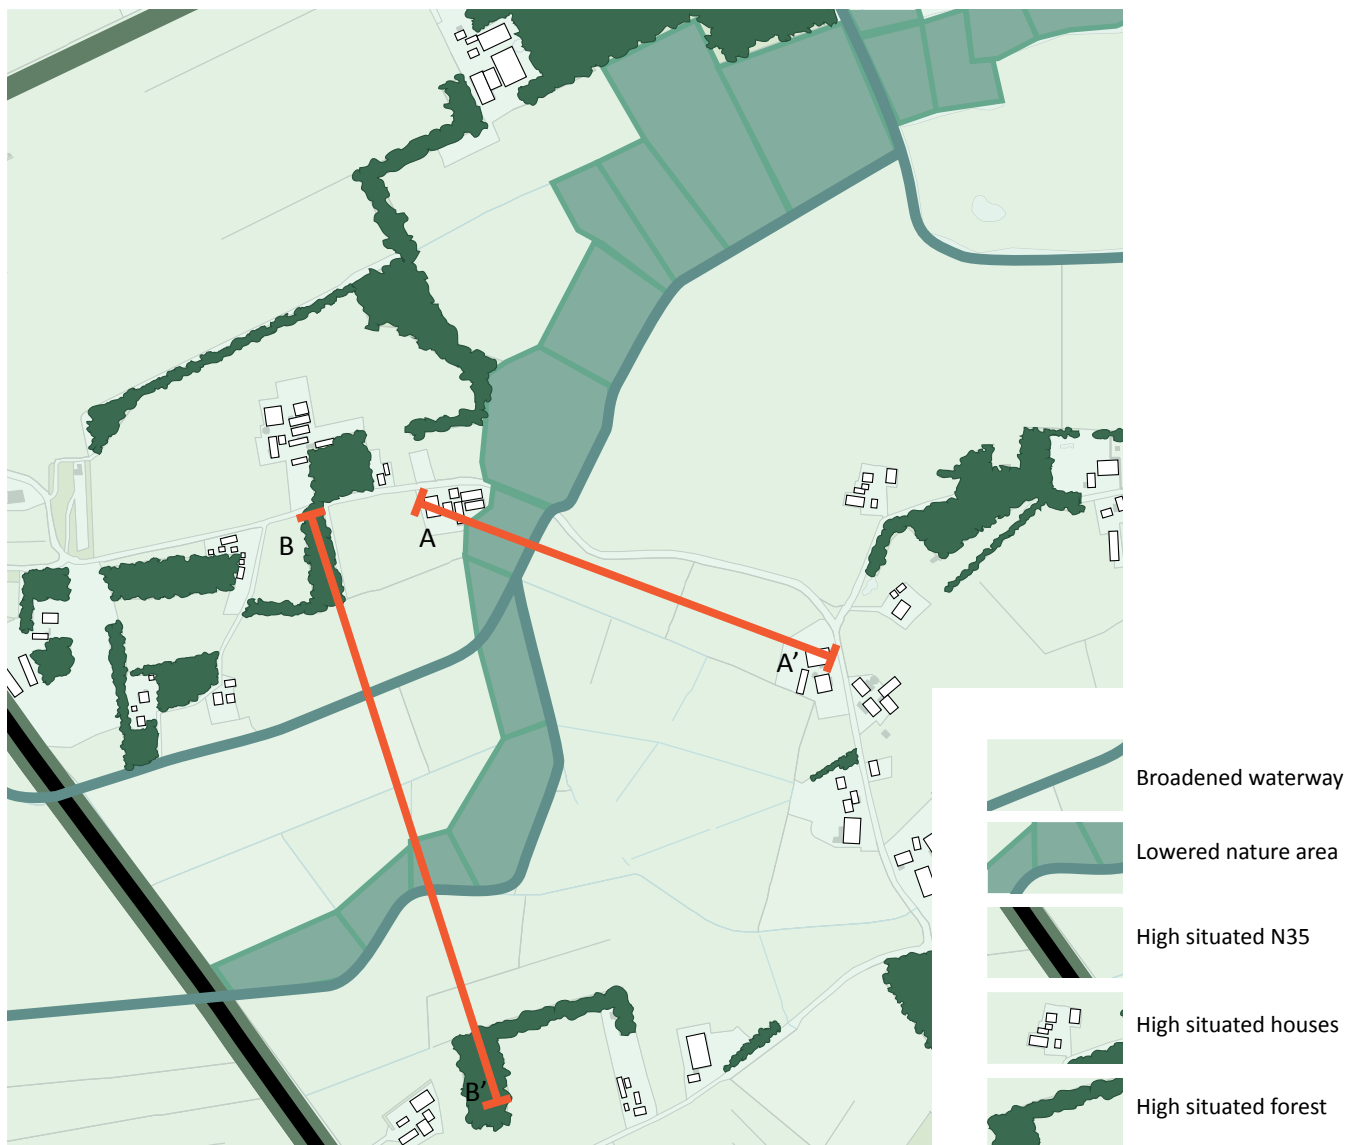 B
A
A’
B’
Broadened waterway
Lowered nature area
High situated N35
High situated houses
High situated forest